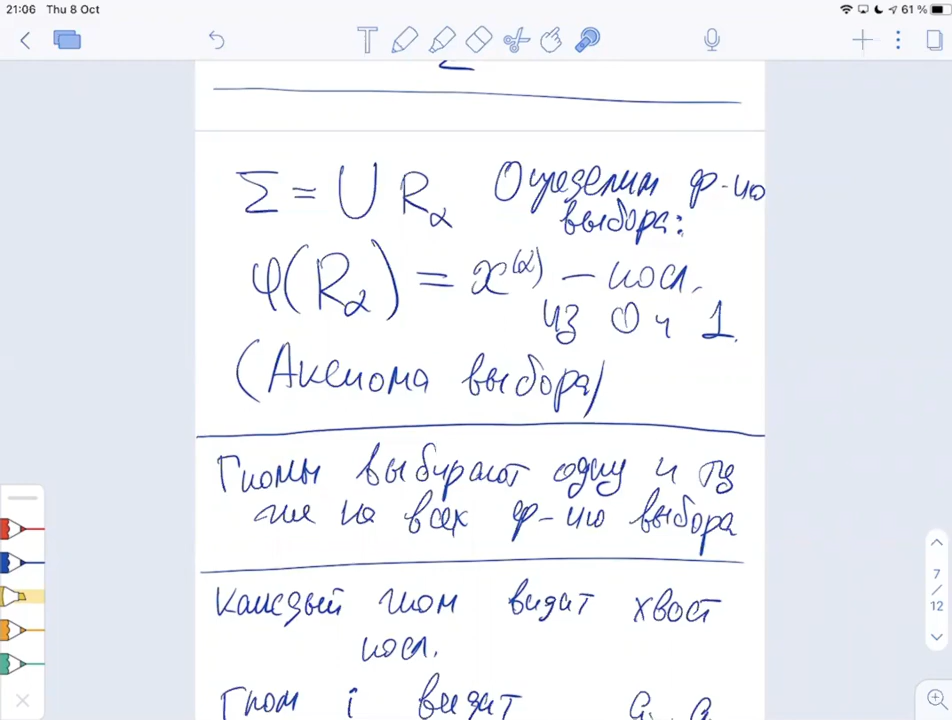 21:06 Thu 8 Oct
61 %
Σ = U R_α Определим ф-ию
выбора:
φ(R_α) = x^(α) – посл.
из 0 и 1.
(Аксиома выбора)
Гномы выбирают одну и ту
же на всех ф-ию выбора
Каждый гном видит хвост
посл.
Гном i видит
7
/
12